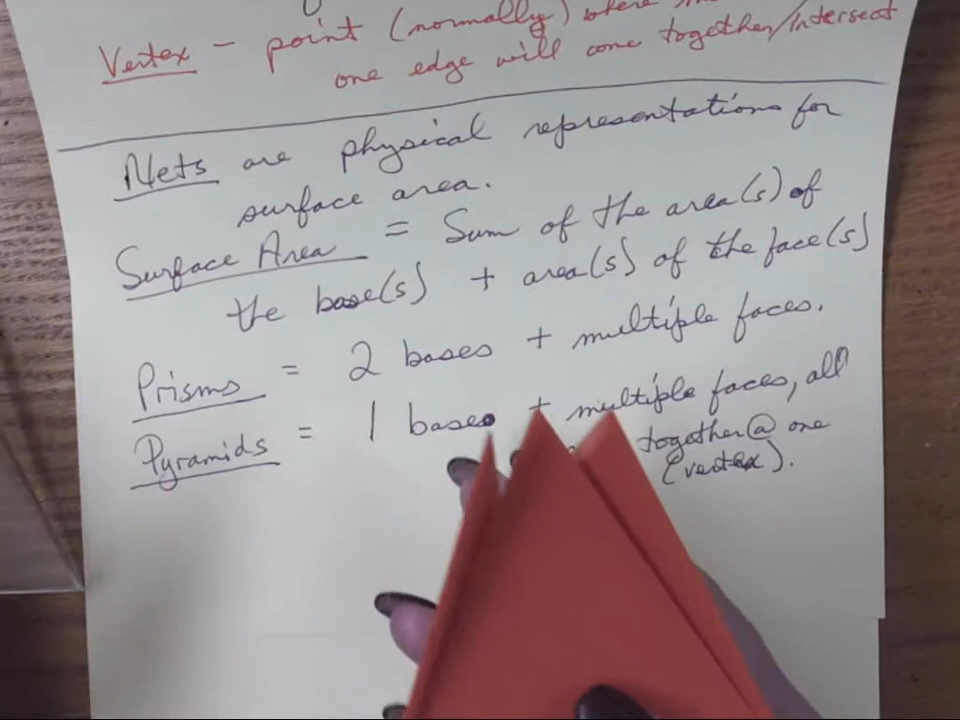 Vertex - point (normally) where
one edge will come together/intersect
Nets are physical representations for
surface area.
Surface Area = Sum of the area(s) of
the base(s) + area(s) of the face(s)
Prisms = 2 bases + multiple faces.
Pyramids = 1 base + multiple faces, all
together @ one
(vertex).